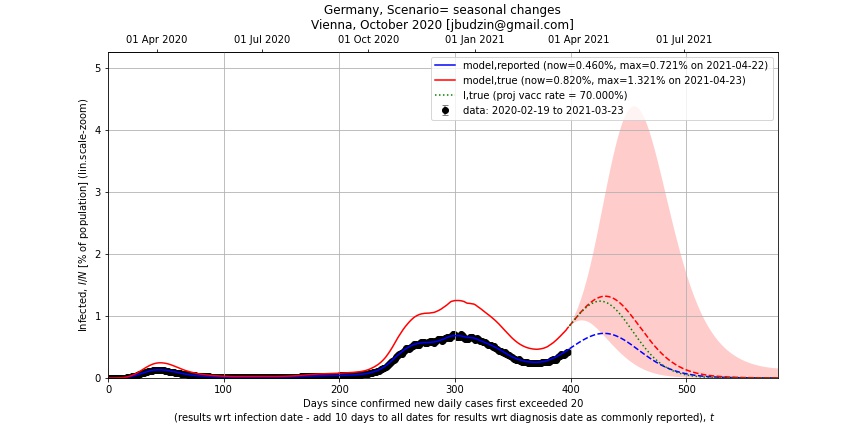 Germany, Scenario= seasonal changes
Vienna, October 2020 [jbudzin@gmail.com]
01 Apr 2020 01 Jul 2020 01 Oct 2020 01 Jan 2021 01 Apr 2021 01 Jul 2021
model,reported (now=0.460%, max=0.721% on 2021-04-22)
model,true (now=0.820%, max=1.321% on 2021-04-23)
I,true (proj vacc rate = 70.000%)
data: 2020-02-19 to 2021-03-23
Infected, I/N [% of population] (lin.scale-zoom)
5
4
3
2
1
0
0 100 200 300 400 500
Days since confirmed new daily cases first exceeded 20
(results wrt infection date - add 10 days to all dates for results wrt diagnosis date as commonly reported), t